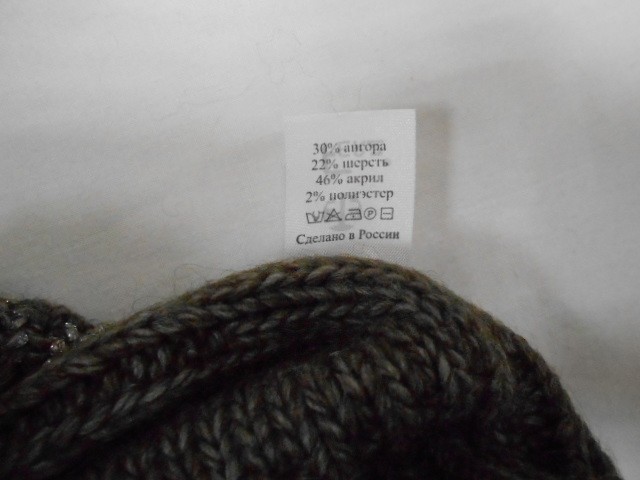 30% ангора
22% шерсть
46% акрил
2% полиэстер
Сделано в России